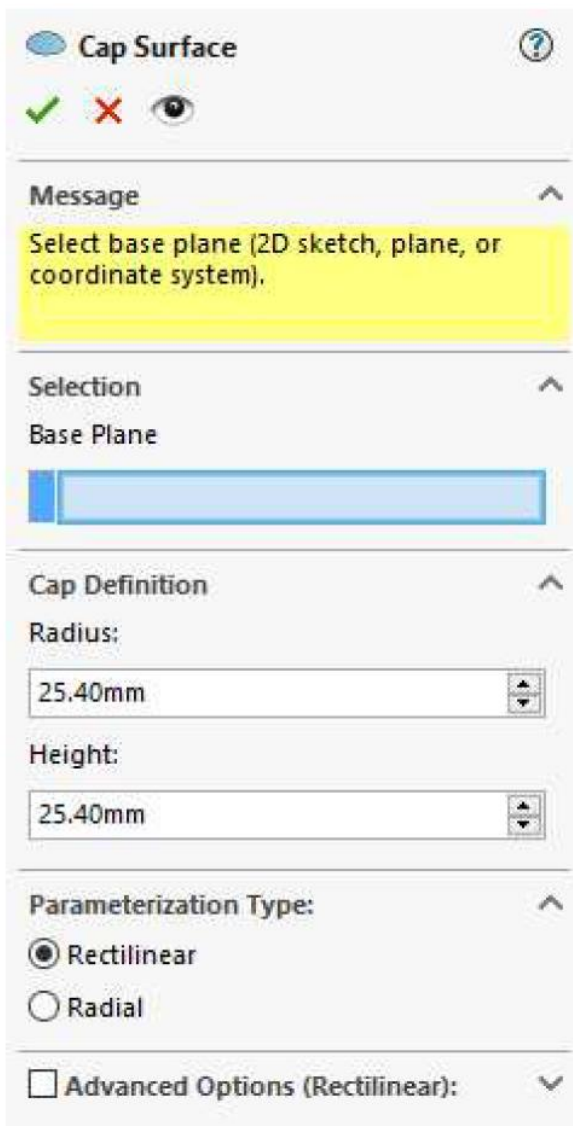 Cap Surface
Message
Select base plane (2D sketch, plane, or
coordinate system).
Selection
Base Plane
Cap Definition
Radius:
25.40mm
Height:
25.40mm
Parameterization Type:
Rectilinear
Radial
Advanced Options (Rectilinear):